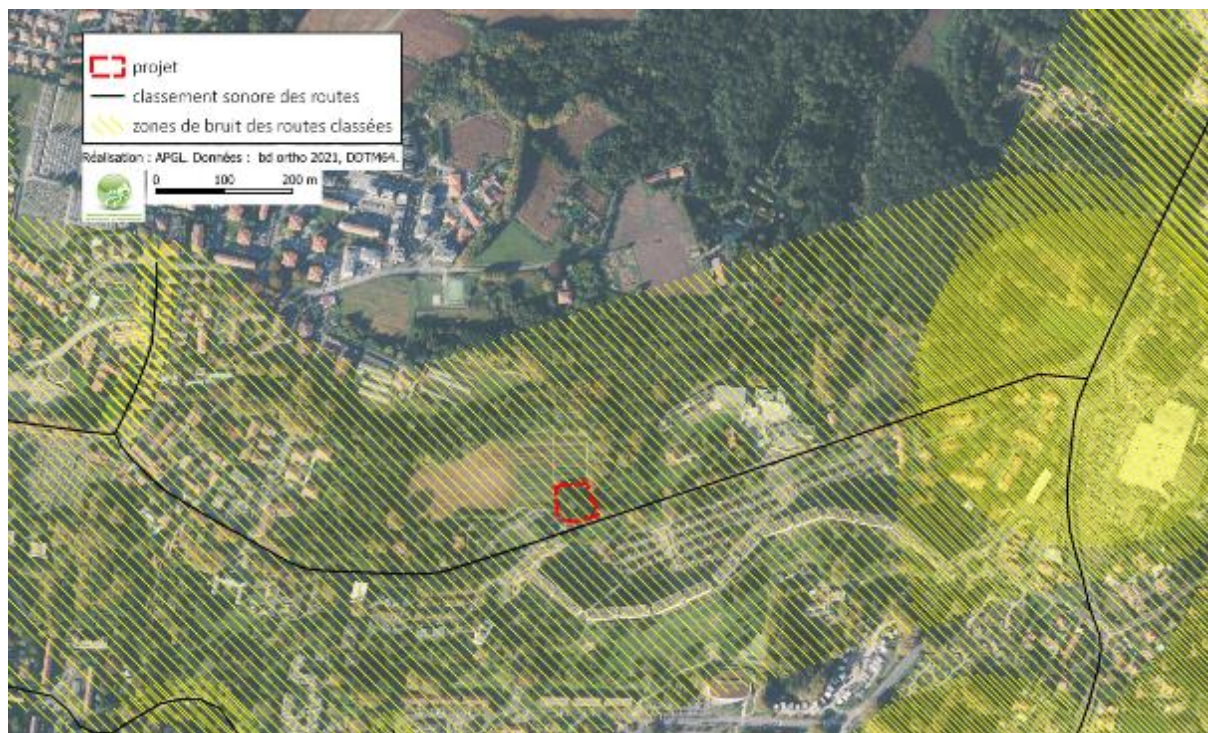 projet
classement sonore des routes
zones de bruit des routes classées
Réalisation : APGL. Données : bd ortho 2021, DDTM64.
0 100 200 m